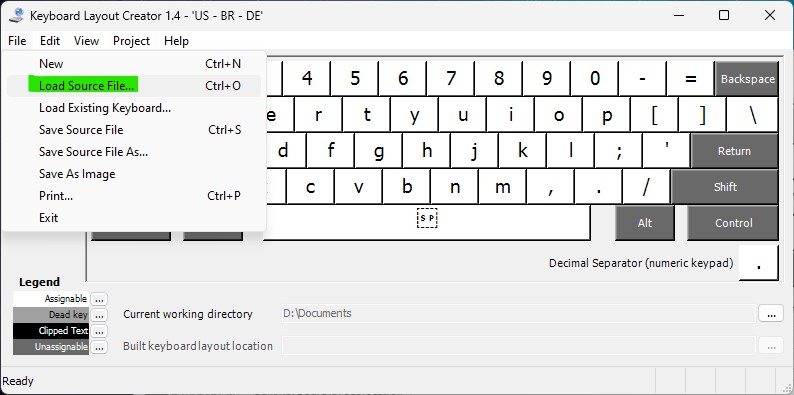 Keyboard Layout Creator 1.4 - 'US - BR - DE'
File Edit View Project Help
New Ctrl+N
Load Source File... Ctrl+O
Load Existing Keyboard...
Save Source File Ctrl+S
Save Source File As...
Save As Image
Print... Ctrl+P
Exit
4 5 6 7 8 9 0 - = Backspace
e r t y u i o p [ ] \
d f g h j k l ; ' Return
c v b n m , . / Shift
SP Alt Control
Decimal Separator (numeric keypad) .
Legend
Assignable ...
Dead key ...
Clipped Text ...
Unassignable ...
Current working directory D:\Documents ...
Built keyboard layout location ...
Ready